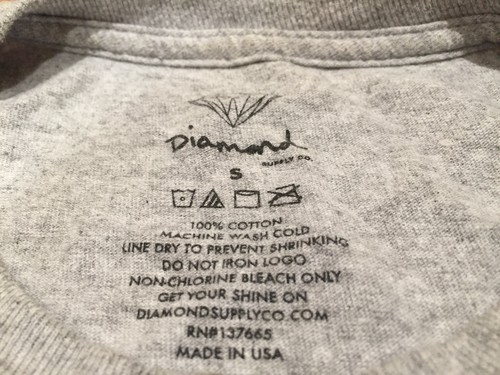 Diamond
SUPPLY CO.
S
100% COTTON
MACHINE WASH COLD
LINE DRY TO PREVENT SHRINKING
DO NOT IRON LOGO
NON-CHLORINE BLEACH ONLY
GET YOUR SHINE ON
DIAMONDSUPPLYCO.COM
RN#137665
MADE IN USA